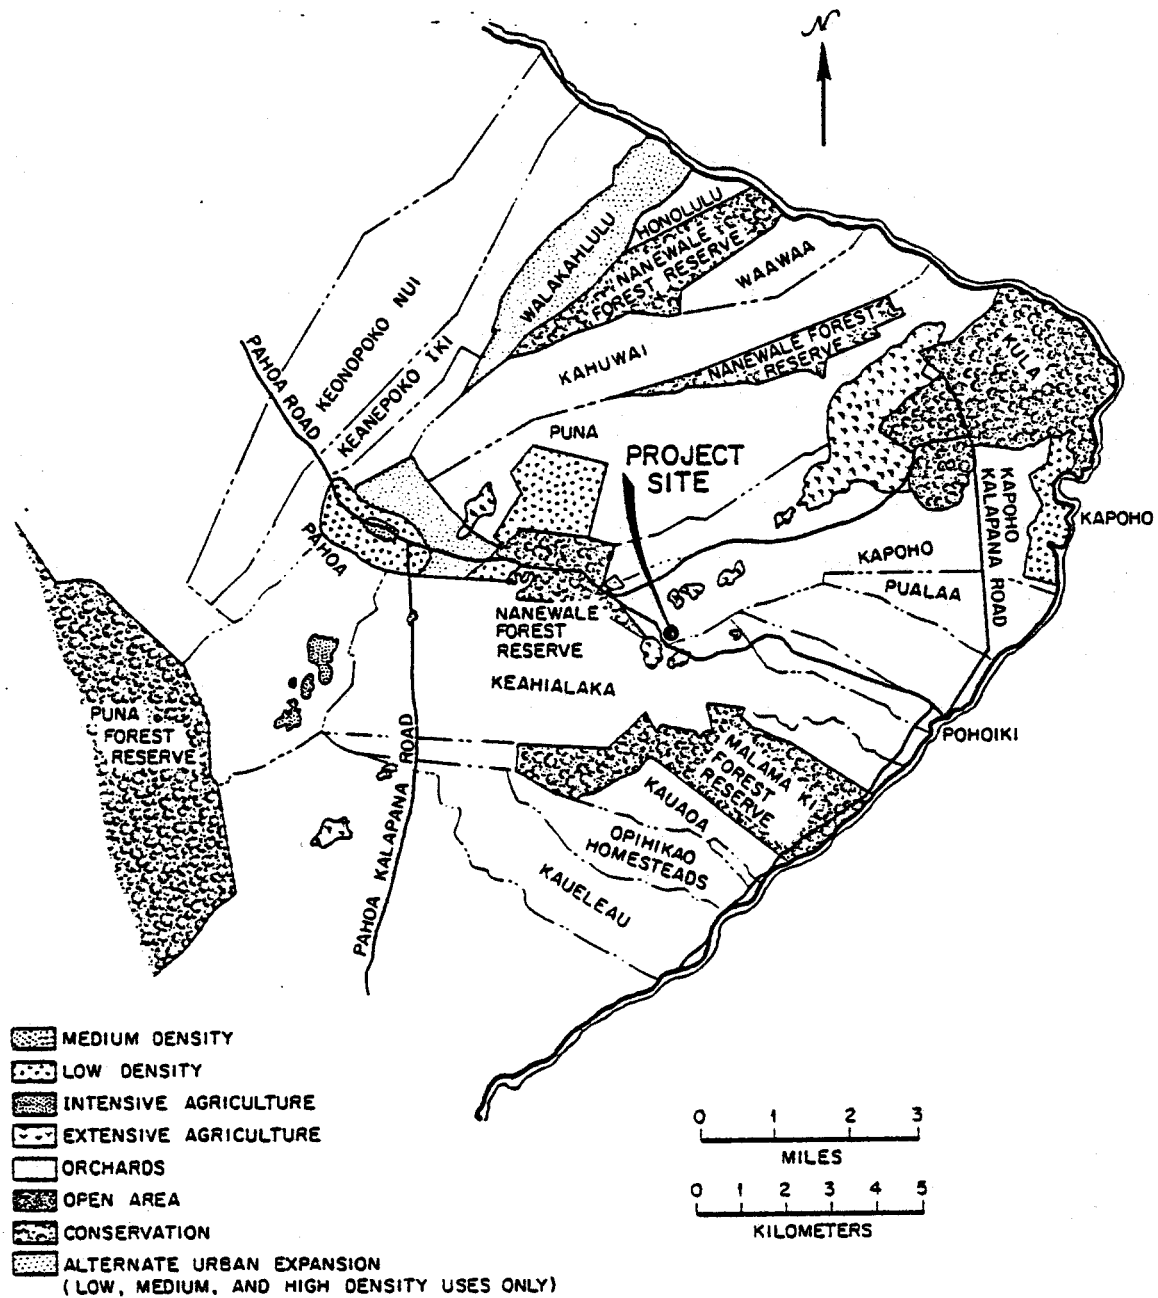 N
WALAKAHLULU
HONOLULU
NANEWALE
FOREST RESERVE
WAAWAA
KEONOPOKO NUI
KEANEPOKO IKI
PAHOA ROAD
KAHUWAI
NANEWALE FOREST
RESERVE
KULA
PUNA
PROJECT
SITE
PAHOA
KAPOHO
KALAPANA ROAD
KAPOHO
KAPOHO
PUALAA
NANEWALE
FOREST
RESERVE
KEAHIALAKA
PUNA
FOREST
RESERVE
POHOIKI
MALAMA KI
FOREST
RESERVE
KAUAOA
OPIHIKAO
HOMESTEADS
KAUELEAU
PAHOA KALAPANA ROAD
MEDIUM DENSITY
LOW DENSITY
INTENSIVE AGRICULTURE
EXTENSIVE AGRICULTURE
ORCHARDS
OPEN AREA
CONSERVATION
ALTERNATE URBAN EXPANSION
(LOW, MEDIUM, AND HIGH DENSITY USES ONLY)
0 1 2 3
MILES
0 1 2 3 4 5
KILOMETERS